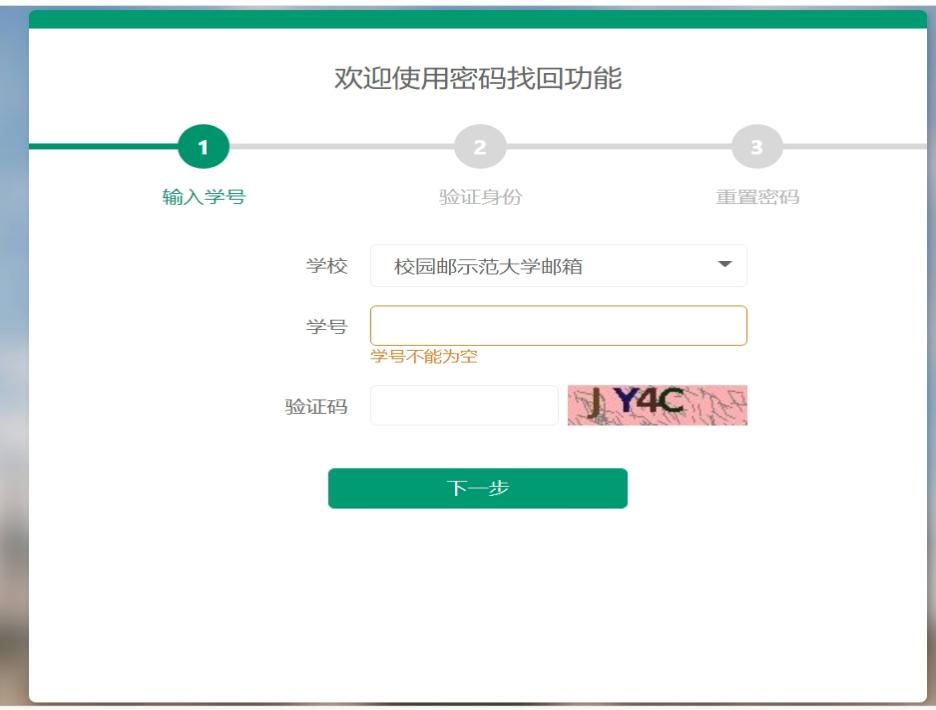 欢迎使用密码找回功能
1
2
3
输入学号
验证身份
重置密码
学校
校园邮示范大学邮箱
学号
学号不能为空
验证码
JY4C
下一步